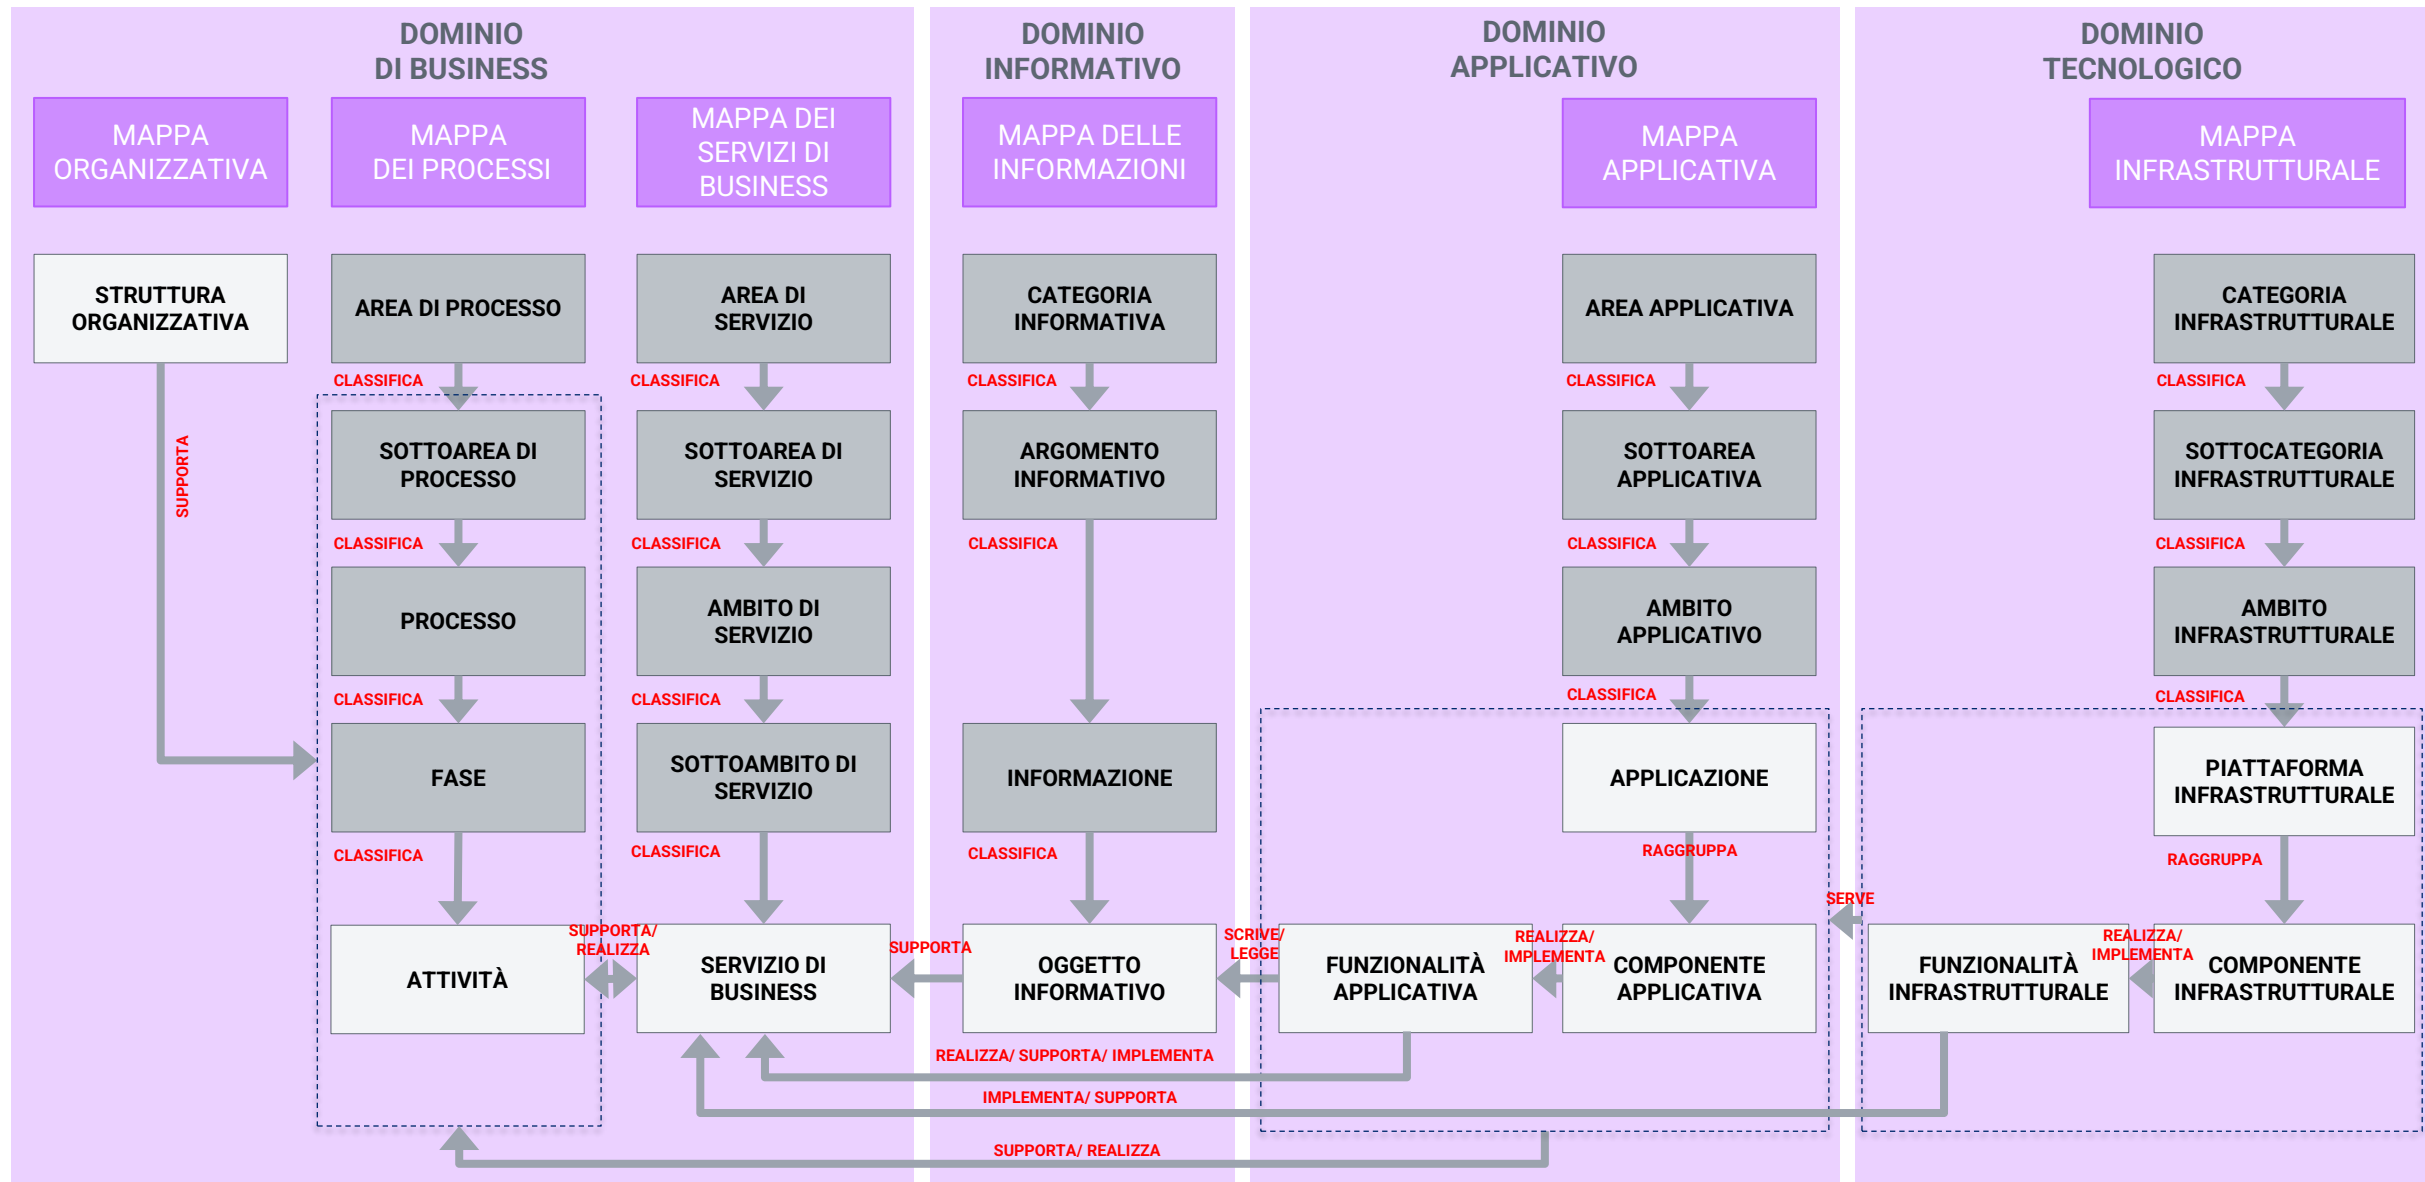 DOMINIO
DI BUSINESS
DOMINIO
INFORMATIVO
DOMINIO
APPLICATIVO
DOMINIO
TECNOLOGICO
MAPPA
ORGANIZZATIVA
MAPPA
DEI PROCESSI
MAPPA DEI
SERVIZI DI
BUSINESS
MAPPA DELLE
INFORMAZIONI
MAPPA
APPLICATIVA
MAPPA
INFRASTRUTTURALE
STRUTTURA
ORGANIZZATIVA
AREA DI PROCESSO
AREA DI
SERVIZIO
CATEGORIA
INFORMATIVA
AREA APPLICATIVA
CATEGORIA
INFRASTRUTTURALE
CLASSIFICA
CLASSIFICA
CLASSIFICA
CLASSIFICA
CLASSIFICA
SUPPORTA
SOTTOAREA DI
PROCESSO
SOTTOAREA DI
SERVIZIO
ARGOMENTO
INFORMATIVO
SOTTOAREA
APPLICATIVA
SOTTOCATEGORIA
INFRASTRUTTURALE
CLASSIFICA
CLASSIFICA
CLASSIFICA
CLASSIFICA
CLASSIFICA
PROCESSO
AMBITO DI
SERVIZIO
AMBITO
APPLICATIVO
AMBITO
INFRASTRUTTURALE
CLASSIFICA
CLASSIFICA
CLASSIFICA
CLASSIFICA
FASE
SOTTOAMBITO DI
SERVIZIO
INFORMAZIONE
APPLICAZIONE
PIATTAFORMA
INFRASTRUTTURALE
CLASSIFICA
CLASSIFICA
CLASSIFICA
RAGGRUPPA
RAGGRUPPA
SERVE
ATTIVITÀ
SUPPORTA/
REALIZZA
SERVIZIO DI
BUSINESS
SUPPORTA
OGGETTO
INFORMATIVO
SCRIVE/
LEGGE
FUNZIONALITÀ
APPLICATIVA
REALIZZA/
IMPLEMENTA
COMPONENTE
APPLICATIVA
FUNZIONALITÀ
INFRASTRUTTURALE
REALIZZA/
IMPLEMENTA
COMPONENTE
INFRASTRUTTURALE
REALIZZA/ SUPPORTA/ IMPLEMENTA
IMPLEMENTA/ SUPPORTA
SUPPORTA/ REALIZZA